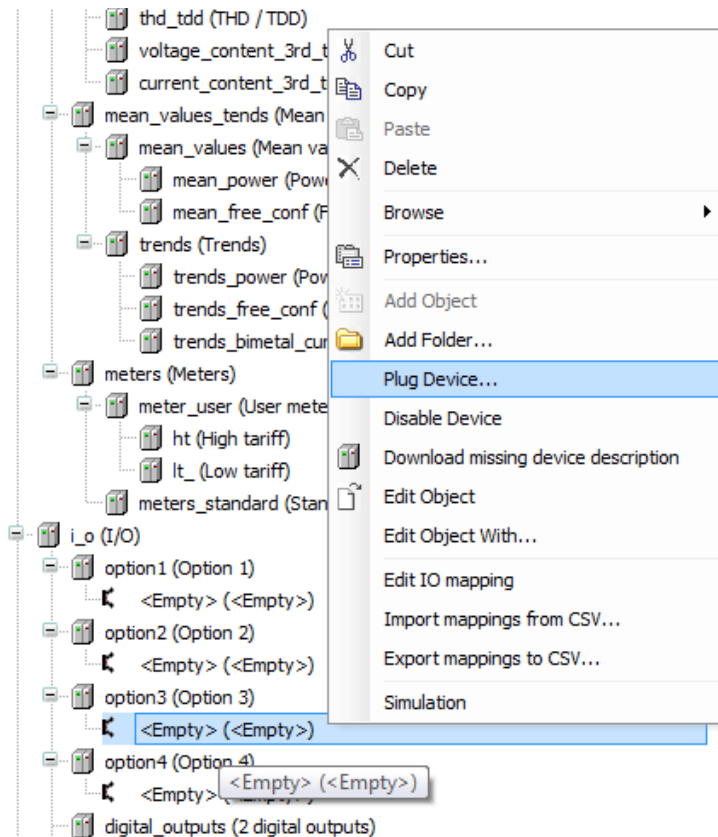 thd_tdd (THD / TDD)
voltage_content_3rd_t
current_content_3rd_t
mean_values_tends (Mean
mean_values (Mean va
mean_power (Pow
mean_free_conf (F
trends (Trends)
trends_power (Pow
trends_free_conf (
trends_bimetal_cur
meters (Meters)
meter_user (User mete
ht (High tariff)
lt_ (Low tariff)
meters_standard (Stan
i_o (I/O)
option1 (Option 1)
<Empty> (<Empty>)
option2 (Option 2)
<Empty> (<Empty>)
option3 (Option 3)
<Empty> (<Empty>)
option4 (Option 4)
<Empty> (<Empty>)
<Empty>
digital_outputs (2 digital outputs)
Cut
Copy
Paste
Delete
Browse
Properties...
Add Object
Add Folder...
Plug Device...
Disable Device
Download missing device description
Edit Object
Edit Object With...
Edit IO mapping
Import mappings from CSV...
Export mappings to CSV...
Simulation